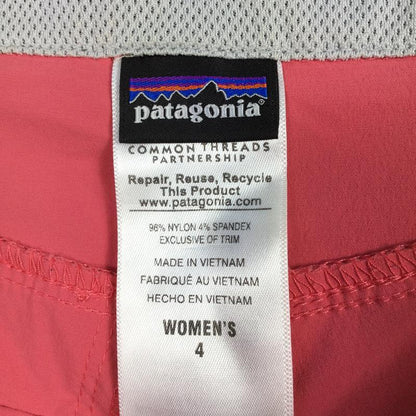 patagonia®
COMMON THREADS
PARTNERSHIP
Repair, Reuse, Recycle
This Product
www.patagonia.com
96% NYLON 4% SPANDEX
EXCLUSIVE OF TRIM
MADE IN VIETNAM
FABRIQUÉ AU VIETNAM
HECHO EN VIETNAM
WOMEN'S
4